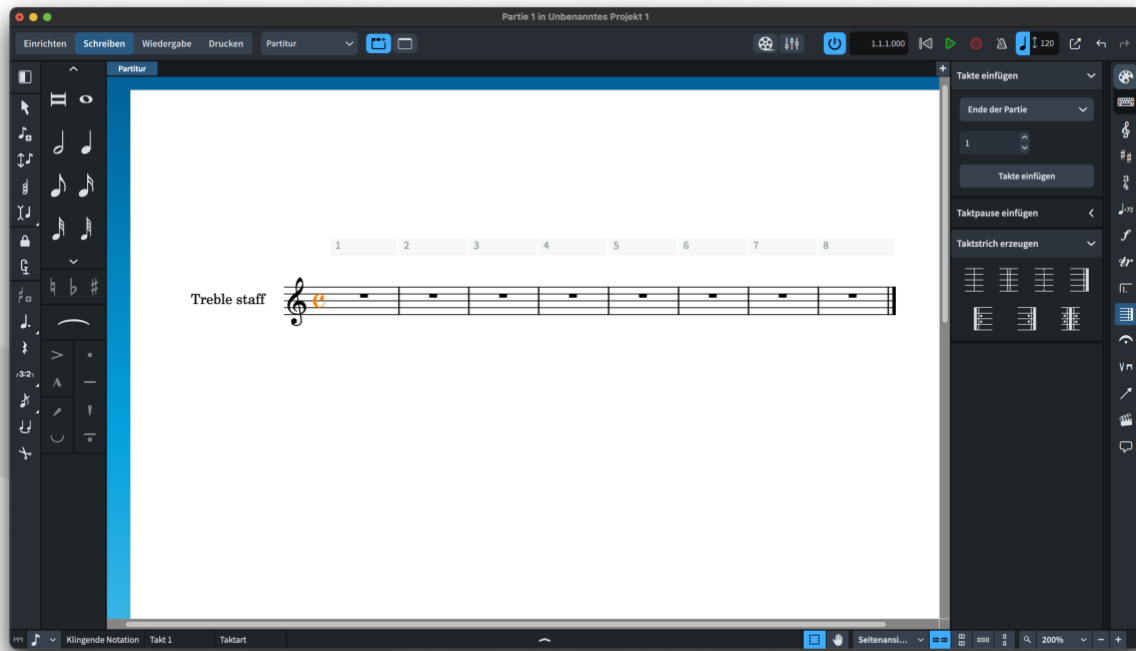 Partie 1 in Unbenanntes Projekt 1
Einrichten Schreiben Wiedergabe Drucken Partitur 1.1.1.000 120
Partitur
Takte einfügen
Ende der Partie
1
Takte einfügen
Taktpause einfügen
Taktstrich erzeugen
1 2 3 4 5 6 7 8
Treble staff
3:2
Klingende Notation Takt 1 Taktart Seitenansi... 200%